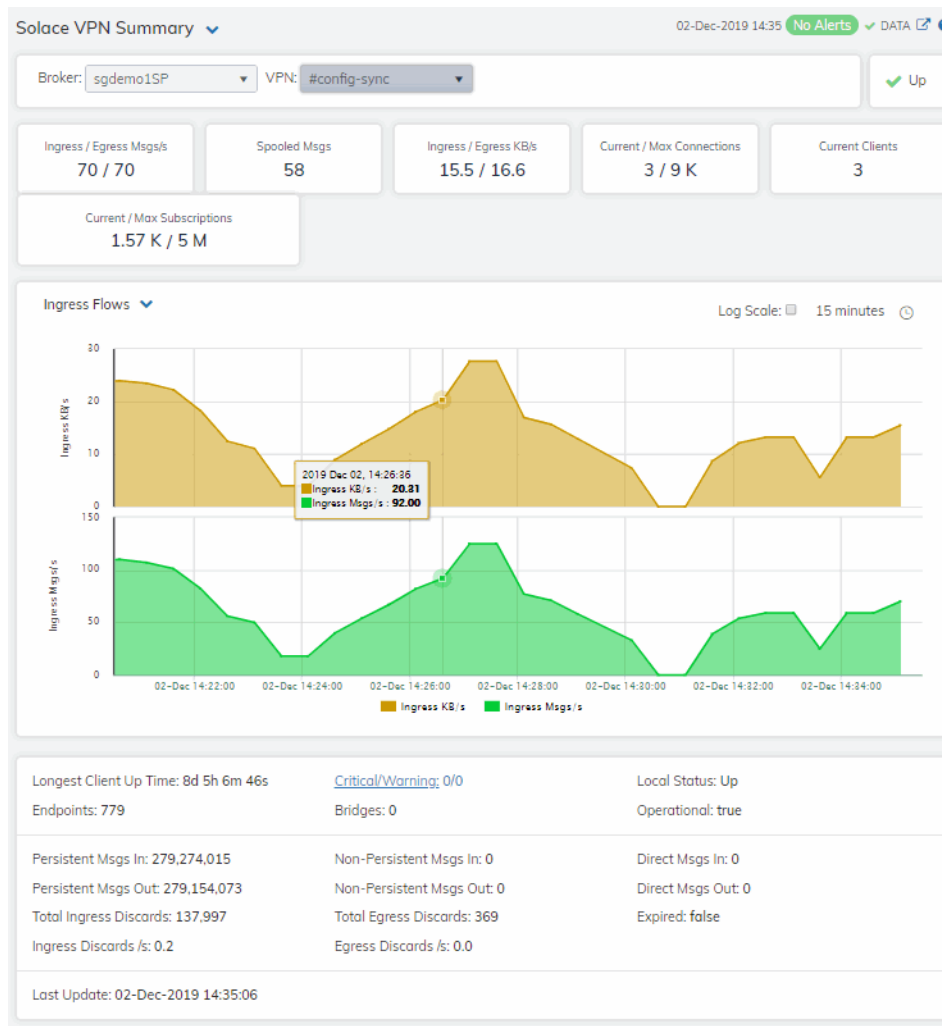 Solace VPN Summary
02-Dec-2019 14:35 No Alerts DATA
Broker: sgdemo1SP VPN: #config-sync Up
Ingress / Egress Msgs/s
70 / 70
Spooled Msgs
58
Ingress / Egress KB/s
15.5 / 16.6
Current / Max Connections
3 / 9 K
Current Clients
3
Current / Max Subscriptions
1.57 K / 5 M
Ingress Flows
Log Scale: 15 minutes
Ingress KB/s
30
20
10
0
2019 Dec 02, 14:26:36
Ingress KB/s : 20.31
Ingress Msgs/s : 92.00
Ingress Msgs/s
150
100
50
0
02-Dec 14:22:00 02-Dec 14:24:00 02-Dec 14:26:00 02-Dec 14:28:00 02-Dec 14:30:00 02-Dec 14:32:00 02-Dec 14:34:00
Ingress KB/s Ingress Msgs/s
Longest Client Up Time: 8d 5h 6m 46s Critical/Warning: 0/0 Local Status: Up
Endpoints: 779 Bridges: 0 Operational: true
Persistent Msgs In: 279,274,015 Non-Persistent Msgs In: 0 Direct Msgs In: 0
Persistent Msgs Out: 279,154,073 Non-Persistent Msgs Out: 0 Direct Msgs Out: 0
Total Ingress Discards: 137,997 Total Egress Discards: 369 Expired: false
Ingress Discards /s: 0.2 Egress Discards /s: 0.0
Last Update: 02-Dec-2019 14:35:06